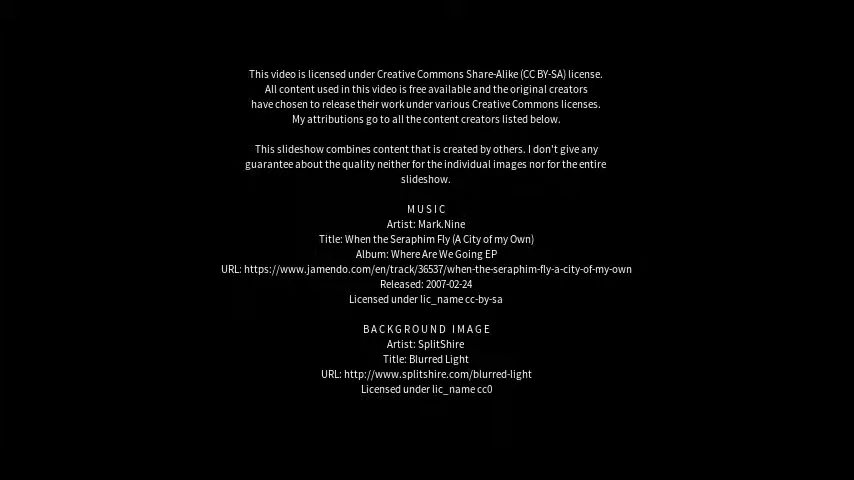 This video is licensed under Creative Commons Share-Alike (CC BY-SA) license.
All content used in this video is free available and the original creators
have chosen to release their work under various Creative Commons licenses.
My attributions go to all the content creators listed below.
This slideshow combines content that is created by others. I don't give any
guarantee about the quality neither for the individual images nor for the entire
slideshow.
MUSIC
Artist: Mark.Nine
Title: When the Seraphim Fly (A City of my Own)
Album: Where Are We Going EP
URL: https://www.jamendo.com/en/track/36537/when-the-seraphim-fly-a-city-of-my-own
Released: 2007-02-24
Licensed under lic_name cc-by-sa
BACKGROUND IMAGE
Artist: SplitShire
Title: Blurred Light
URL: http://www.splitshire.com/blurred-light
Licensed under lic_name cc0